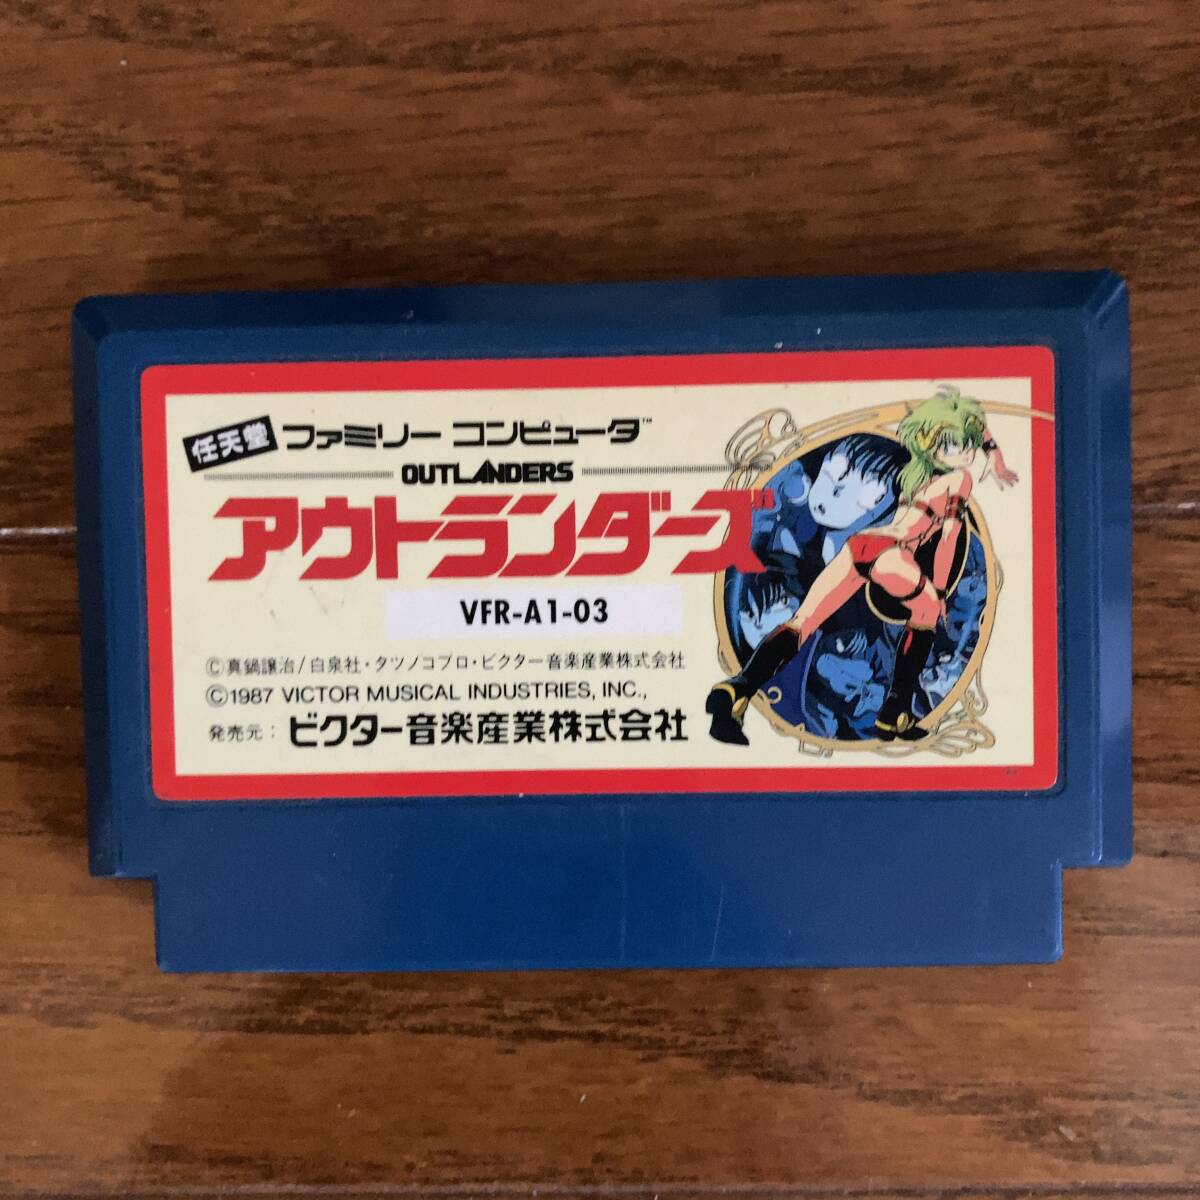 任天堂 ファミリー コンピュータ™
OUTLANDERS
アウトランダーズ
VFR-A1-03
©真鍋譲治/白泉社・タツノコプロ・ビクター音楽産業株式会社
©1987 VICTOR MUSICAL INDUSTRIES, INC.,
発売元: ビクター音楽産業株式会社